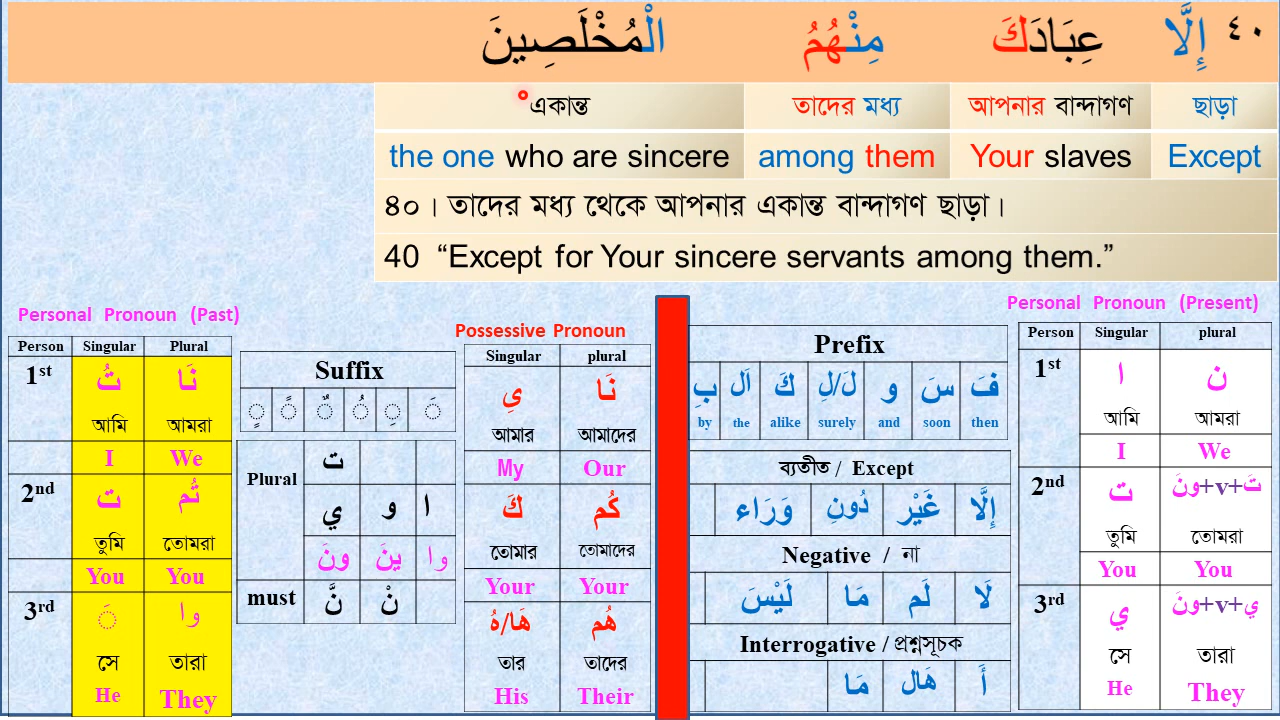 ٤٠ إِلَّا عِبَادَكَ مِنْهُمُ الْمُخْلَصِينَ
ছাড়া আপনার বান্দাগণ তাদের মধ্য একান্ত
the one who are sincere among them Your slaves Except
৪০। তাদের মধ্য থেকে আপনার একান্ত বান্দাগণ ছাড়া।
40 “Except for Your sincere servants among them.”
Personal Pronoun (Past)
Person Singular Plural
1st تُ نَا
আমি আমরা
I We
2nd ت تُم
তুমি তোমরা
You You
3rd َ وا
সে তারা
He They
Suffix
ٍ ً ٌ ُ ِ َ
Plural ت
ي و ا
ونَ ينَ وا
must نَّ نْ
Possessive Pronoun
Singular plural
يِ نَا
আমার আমাদের
My Our
كَ كُم
তোমার তোমাদের
Your Your
هَا/هُ هُم
তার তাদের
His Their
Prefix
بِ اَل كَ لَ/لِ و سَ فَ
by the alike surely and soon then
ব্যতীত / Except
وَرَاء دُونِ غَيْر إِلَّا
Negative / না
لَيْسَ مَا لَم لَا
Interrogative / প্রশ্নসূচক
مَا هَال أَ
Personal Pronoun (Present)
Person Singular plural
1st ا ن
আমি আমরা
I We
2nd ت تَ+v+ونَ
তুমি তোমরা
You You
3rd ي ي+v+ونَ
সে তারা
He They